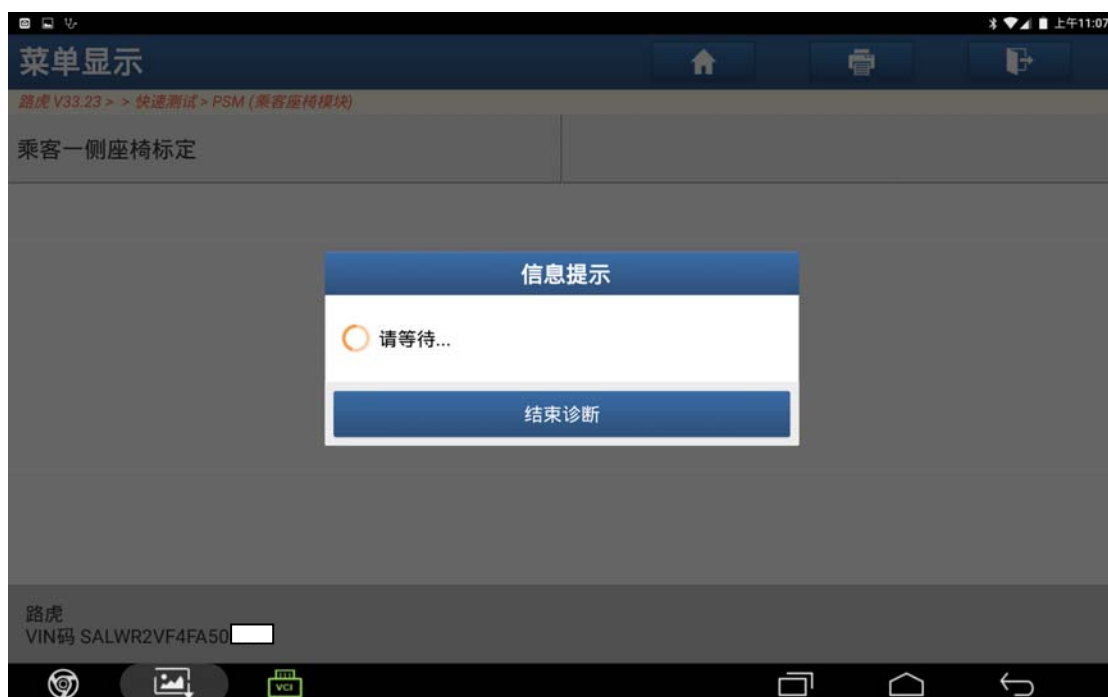 上午11:07
菜单显示
路虎 V33.23 > > 快速测试 > PSM (乘客座椅模块)
乘客一侧座椅标定
信息提示
请等待...
结束诊断
路虎
VIN码 SALWR2VF4FA50
VCI